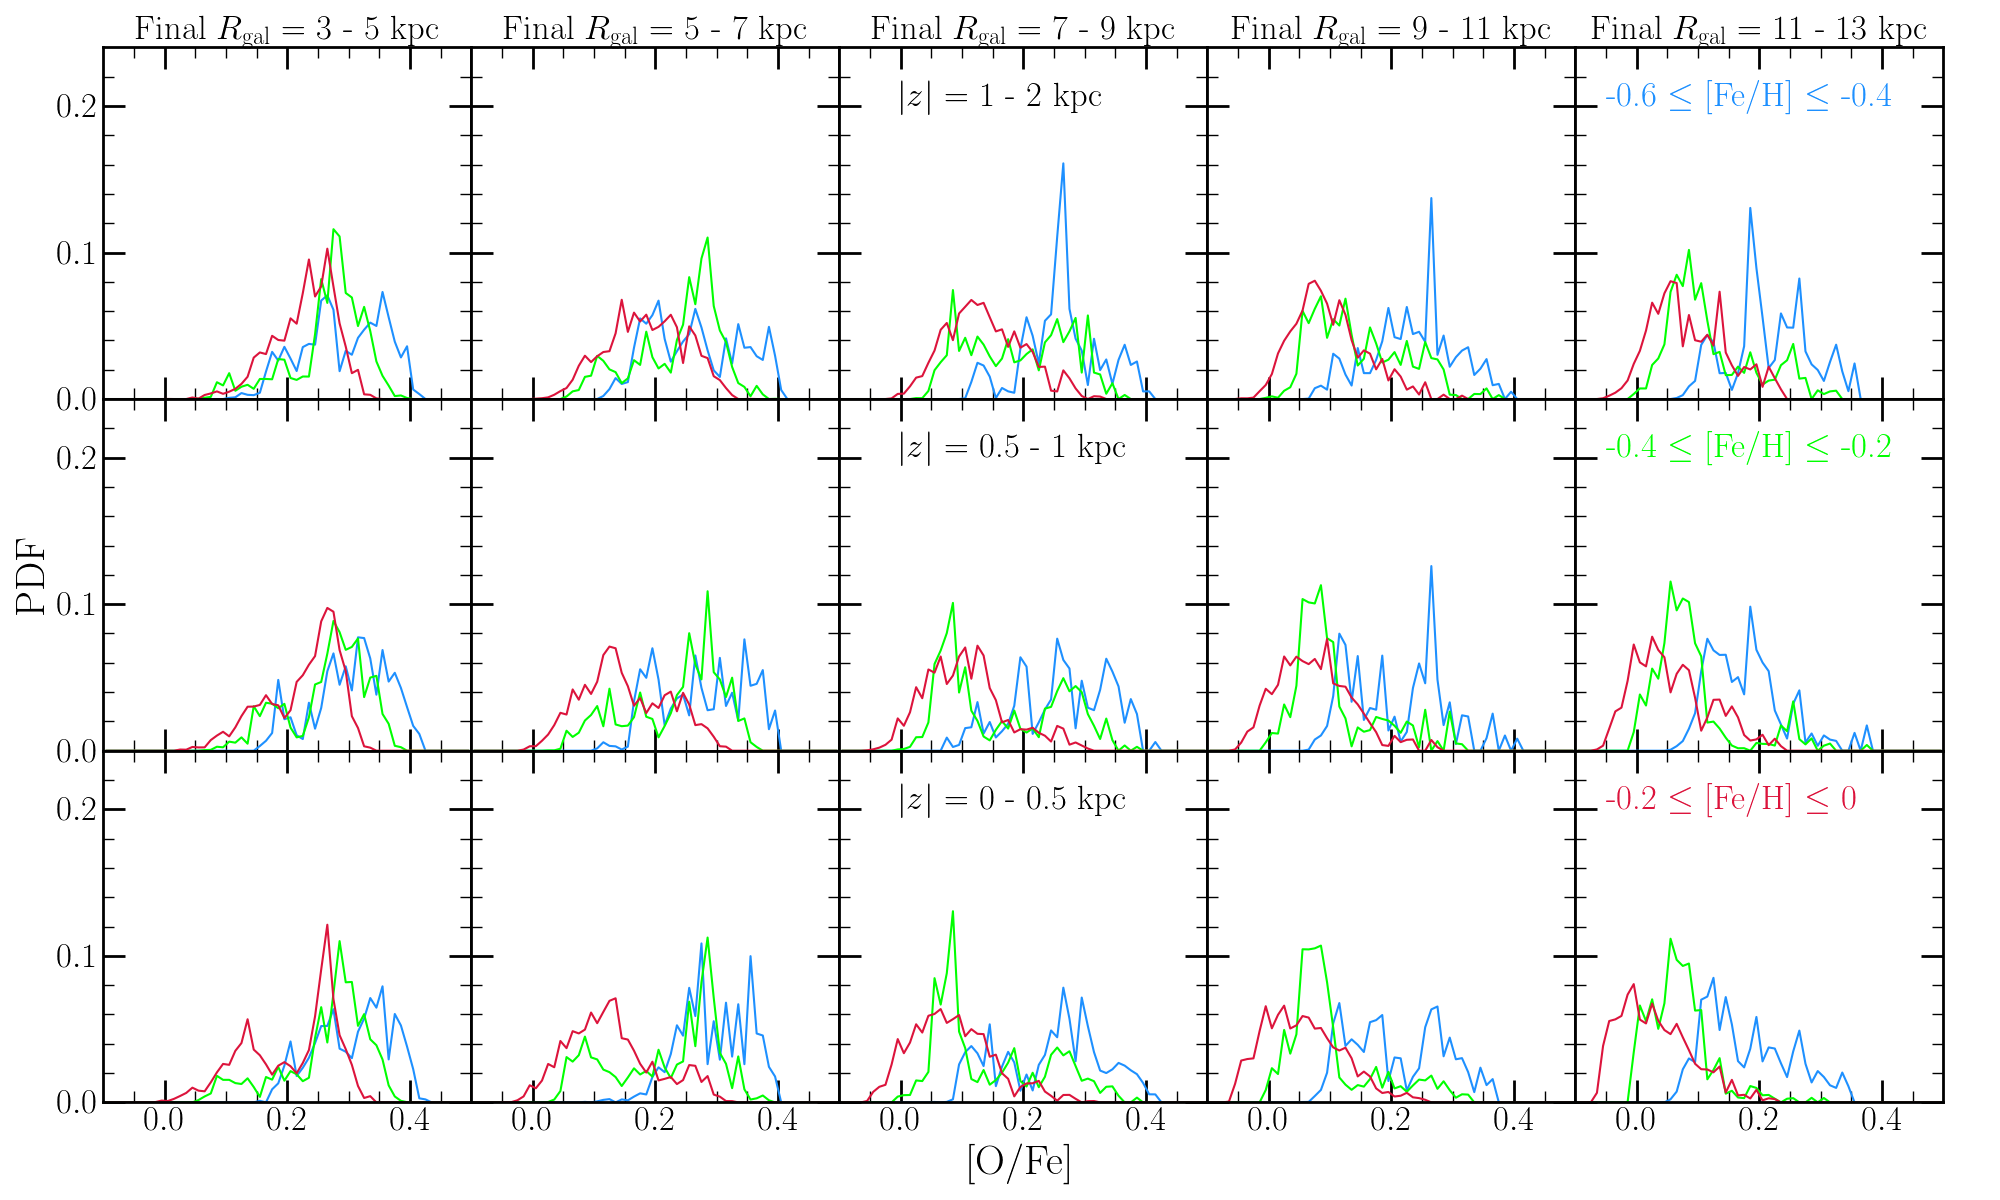 Final R_gal = 3 - 5 kpc
Final R_gal = 5 - 7 kpc
Final R_gal = 7 - 9 kpc
Final R_gal = 9 - 11 kpc
Final R_gal = 11 - 13 kpc
|z| = 1 - 2 kpc
-0.6 ≤ [Fe/H] ≤ -0.4
0.2
0.1
0.0
|z| = 0.5 - 1 kpc
-0.4 ≤ [Fe/H] ≤ -0.2
0.2
0.1
0.0
PDF
|z| = 0 - 0.5 kpc
-0.2 ≤ [Fe/H] ≤ 0
0.2
0.1
0.0
0.0 0.2 0.4
0.0 0.2 0.4
0.0 0.2 0.4
0.0 0.2 0.4
0.0 0.2 0.4
[O/Fe]